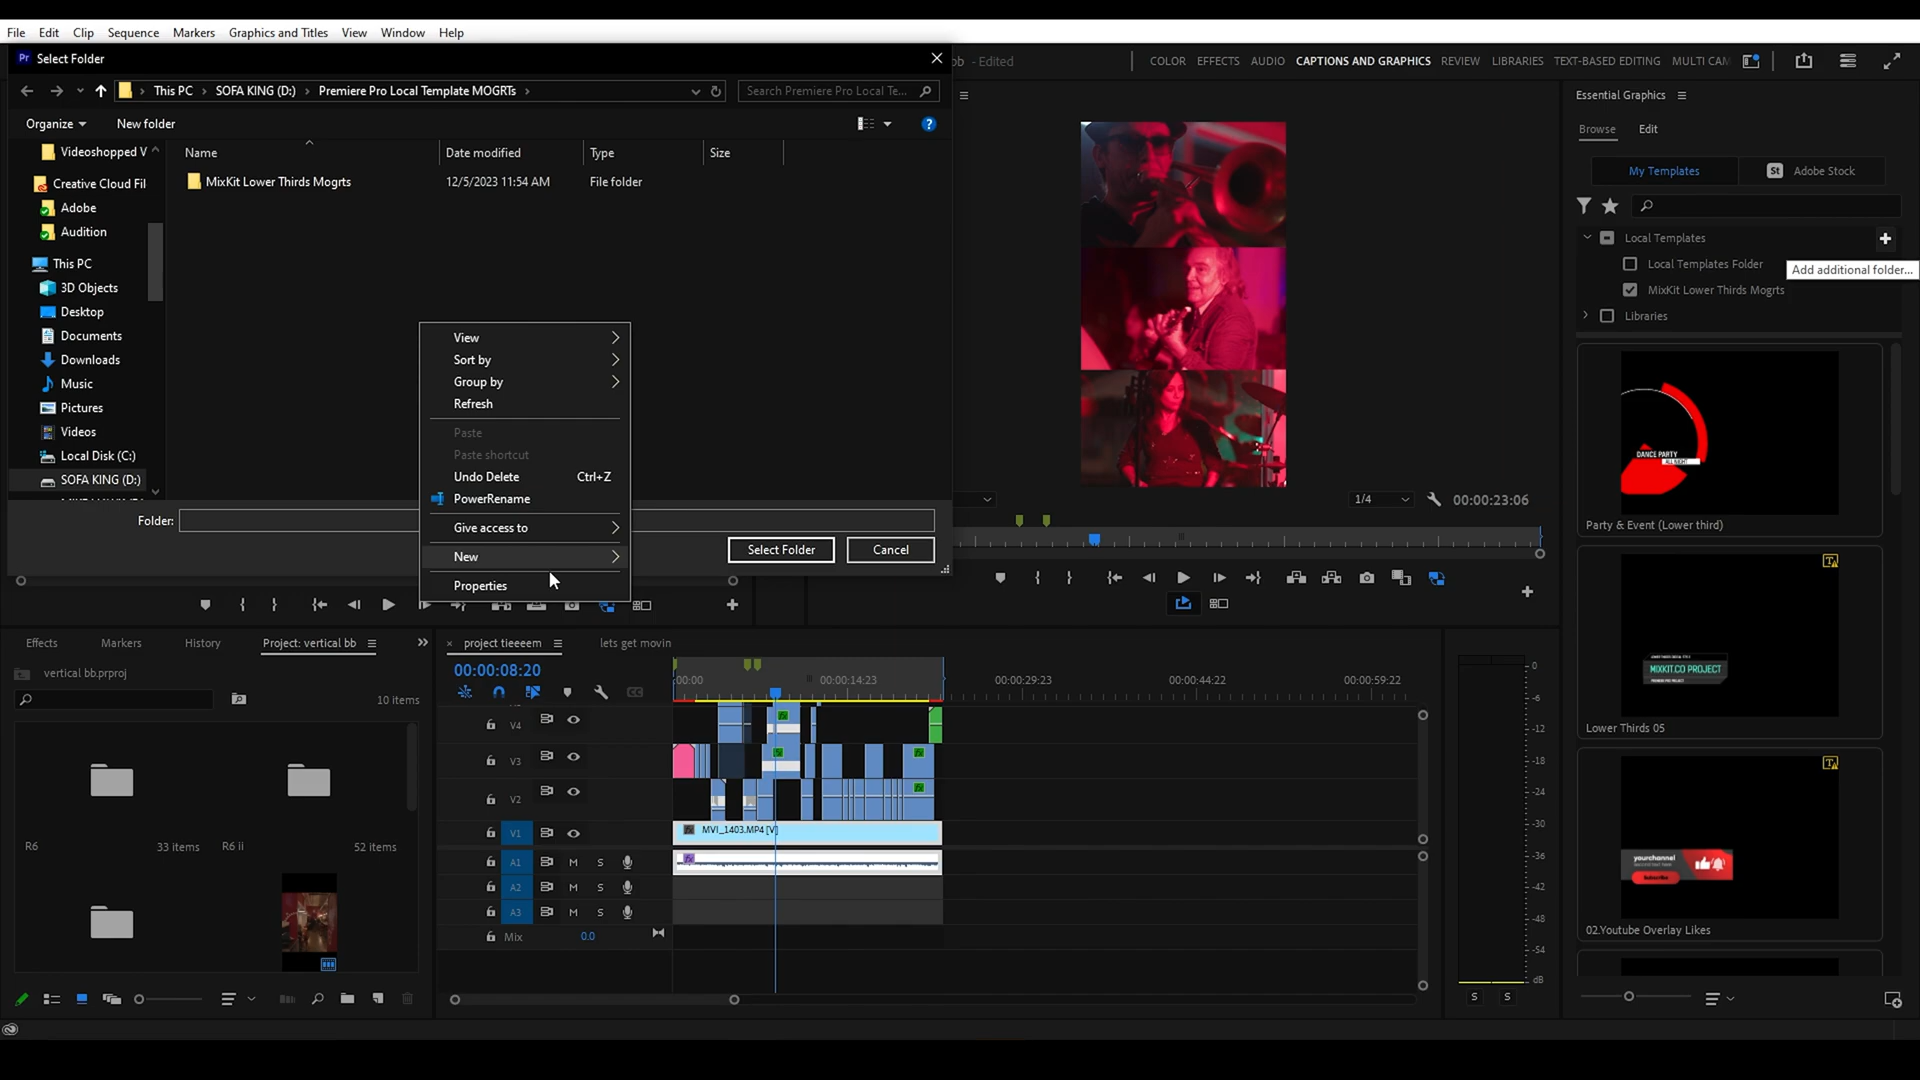 File Edit Clip Sequence Markers Graphics and Titles View Window Help
Pr Select Folder
bb - Edited
COLOR EFFECTS AUDIO CAPTIONS AND GRAPHICS REVIEW LIBRARIES TEXT-BASED EDITING MULTI CAM
This PC SOFA KING (D:) Premiere Pro Local Template MOGRTs
Search Premiere Pro Local Te...
Organize New folder
Name Date modified Type Size
MixKit Lower Thirds Mogrts 12/5/2023 11:54 AM File folder
Videoshopped V
Creative Cloud Fil
Adobe
Audition
This PC
3D Objects
Desktop
Documents
Downloads
Music
Pictures
Videos
Local Disk (C:)
SOFA KING (D:)
View
Sort by
Group by
Refresh
Paste
Paste shortcut
Undo Delete Ctrl+Z
PowerRename
Give access to
New
Properties
Folder:
Select Folder Cancel
1/4 00:00:23:06
Essential Graphics
Browse Edit
My Templates St Adobe Stock
Local Templates
Local Templates Folder
Add additional folder...
MixKit Lower Thirds Mogrts
Libraries
DANCE PARTY
ALL NIGHT
Party & Event (Lower third)
MIXKIT.CO PROJECT
Lower Thirds 05
yourchannel
Subscribe
02.Youtube Overlay Likes
Effects Markers History Project: vertical bb
vertical bb.prproj
10 items
R6 33 items R6 ii 52 items
project tieeeem lets get movin
00:00:08:20
:00:00 00:00:14:23 00:00:29:23 00:00:44:22 00:00:59:22
V4
V3
V2
V1 MVI_1403.MP4 [V]
A1 M S
A2 M S
A3 M S
Mix 0.0
0
-6
-12
-18
-24
-30
-36
-42
-48
-54
dB
S S